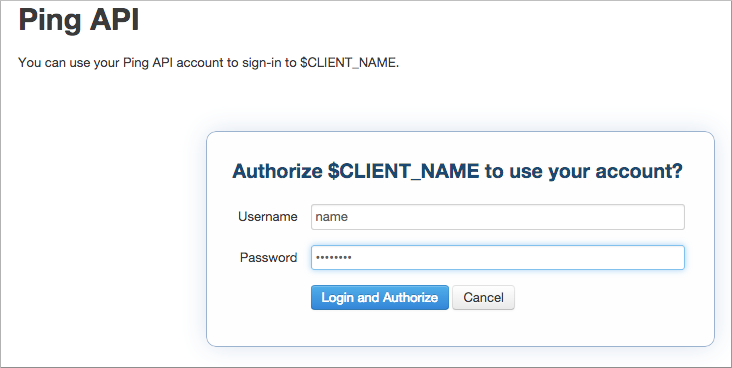 Ping API
You can use your Ping API account to sign-in to $CLIENT_NAME.
Authorize $CLIENT_NAME to use your account?
Username name
Password ••••••••
Login and Authorize Cancel